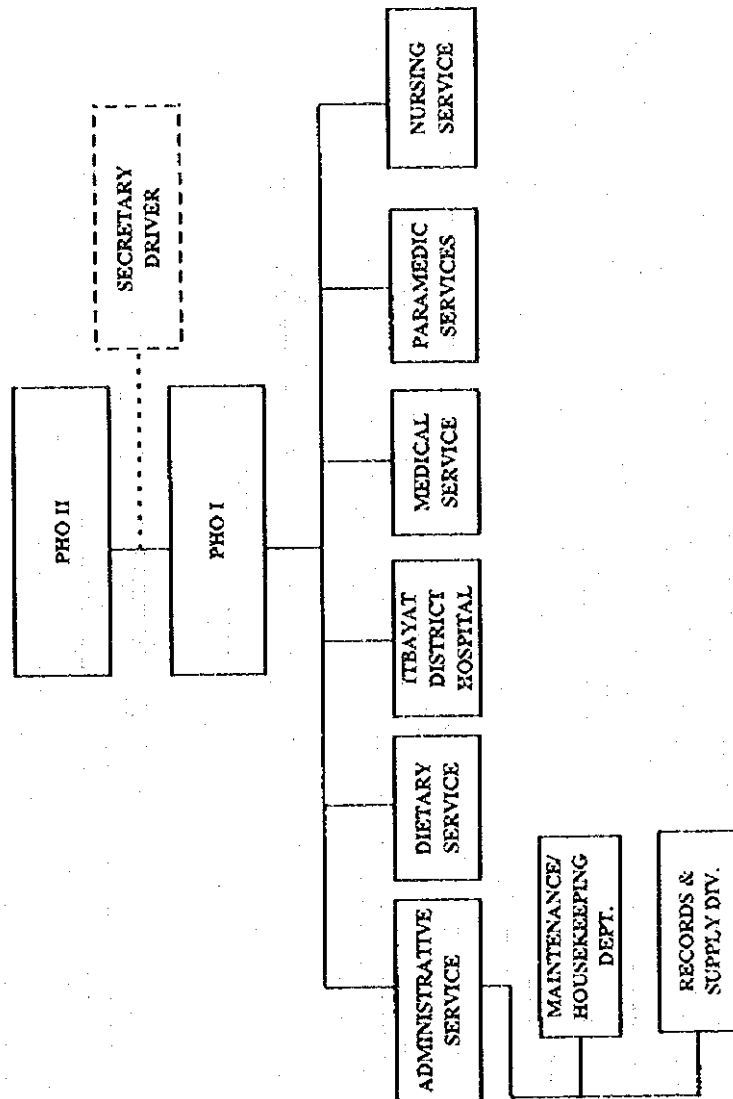 PHO II
SECRETARY
DRIVER
PHO I
ADMINISTRATIVE
SERVICE
DIETARY
SERVICE
ITBAYAT
DISTRICT
HOSPITAL
MEDICAL
SERVICE
PARAMEDIC
SERVICES
NURSING
SERVICE
MAINTENANCE/
HOUSEKEEPING
DEPT.
RECORDS &
SUPPLY DIV.